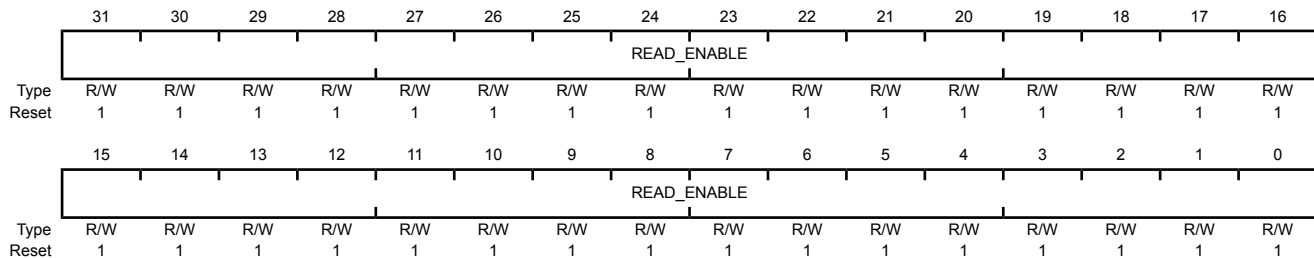 31 30 29 28 27 26 25 24 23 22 21 20 19 18 17 16
READ_ENABLE
Type R/W R/W R/W R/W R/W R/W R/W R/W R/W R/W R/W R/W R/W R/W R/W R/W
Reset 1 1 1 1 1 1 1 1 1 1 1 1 1 1 1 1
15 14 13 12 11 10 9 8 7 6 5 4 3 2 1 0
READ_ENABLE
Type R/W R/W R/W R/W R/W R/W R/W R/W R/W R/W R/W R/W R/W R/W R/W R/W
Reset 1 1 1 1 1 1 1 1 1 1 1 1 1 1 1 1